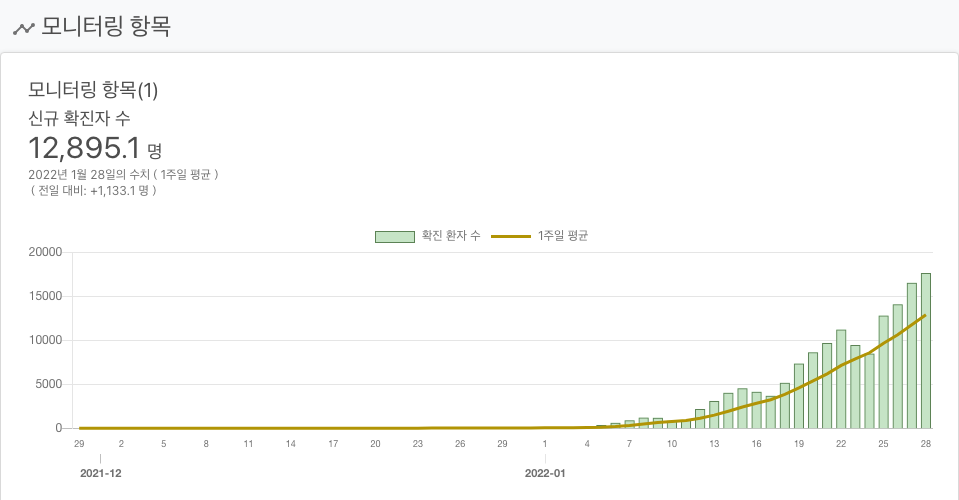 모니터링 항목
모니터링 항목(1)
신규 확진자 수
12,895.1 명
2022년 1월 28일의 수치 ( 1주일 평균 )
( 전일 대비: +1,133.1 명 )
확진 환자 수 1주일 평균
20000
15000
10000
5000
0
29 2 5 8 11 14 17 20 23 26 29 1 4 7 10 13 16 19 22 25 28
2021-12 2022-01